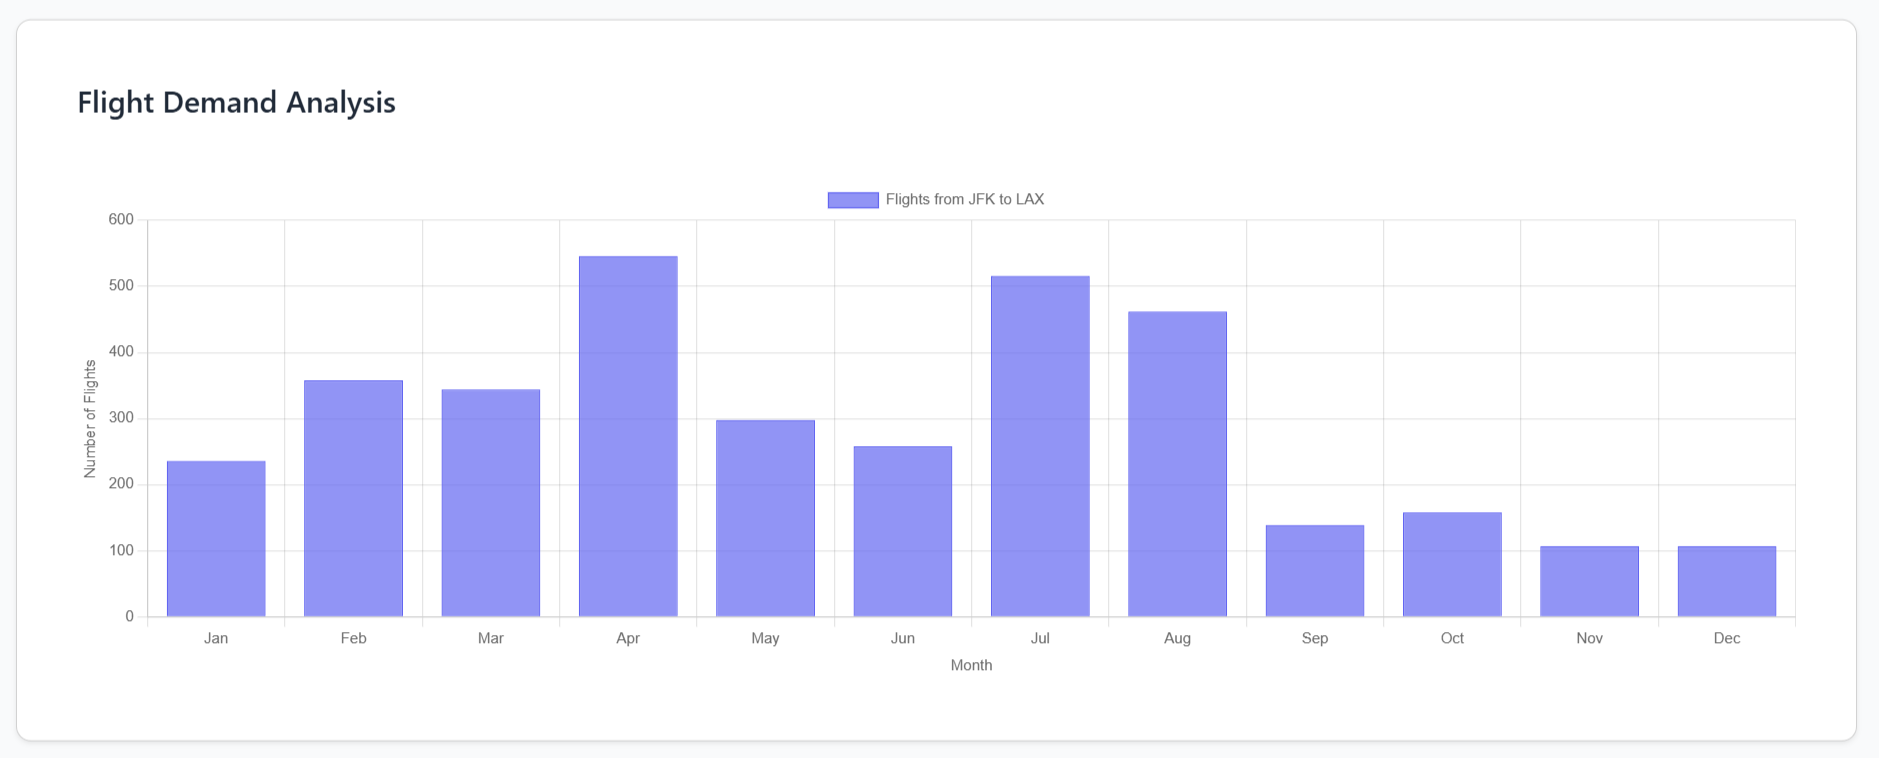 Flight Demand Analysis
Flights from JFK to LAX
600
500
400
300
200
100
0
Number of Flights
Jan Feb Mar Apr May Jun Jul Aug Sep Oct Nov Dec
Month